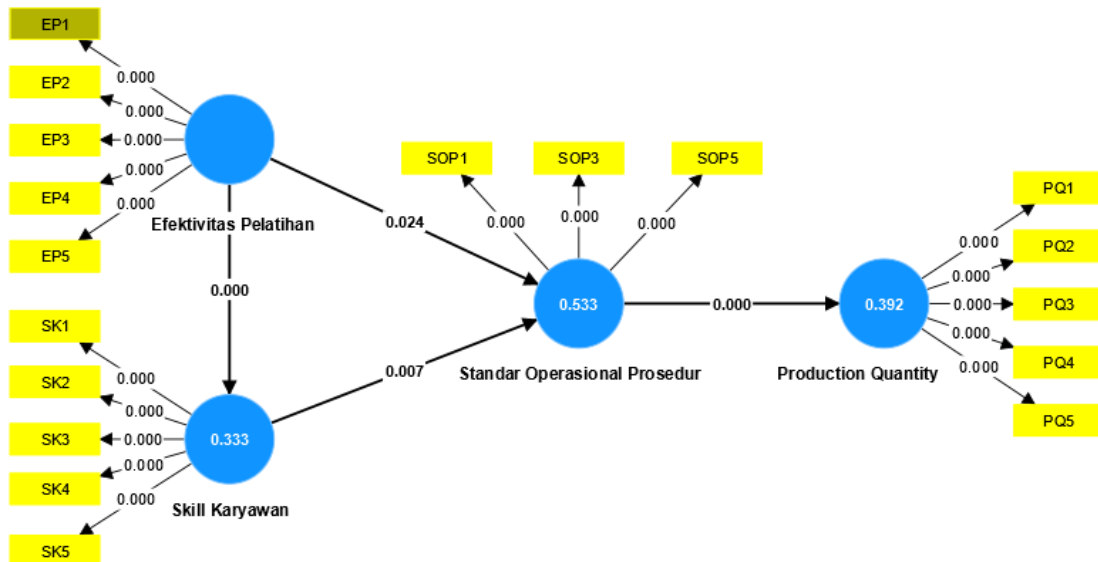 EP1
0.000
EP2
0.000
EP3
0.000
EP4
0.000
EP5
0.000
Efektivitas Pelatihan
0.000
0.024
SK1
0.000
SK2
0.000
SK3
0.000
SK4
0.000
SK5
0.000
0.333
Skill Karyawan
0.007
SOP1
SOP3
SOP5
0.000
0.000
0.000
0.533
Standar Operasional Prosedur
0.000
0.392
Production Quantity
PQ1
0.000
PQ2
0.000
PQ3
0.000
PQ4
0.000
PQ5
0.000